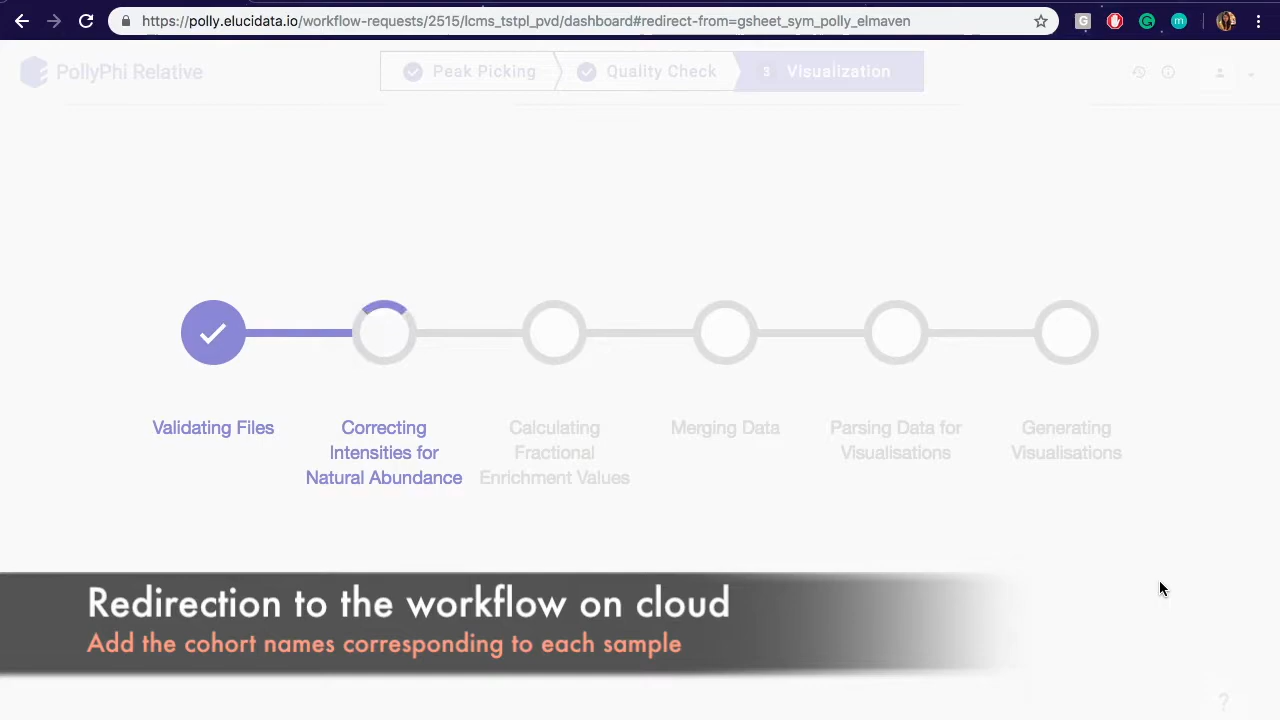 https://polly.elucidata.io/workflow-requests/2515/lcms_tstpl_pvd/dashboard#redirect-from=gsheet_sym_polly_elmaven
PollyPhi Relative
Peak Picking
Quality Check
3 Visualization
Validating Files
Correcting
Intensities for
Natural Abundance
Calculating
Fractional
Enrichment Values
Merging Data
Parsing Data for
Visualisations
Generating
Visualisations
Redirection to the workflow on cloud
Add the cohort names corresponding to each sample
?